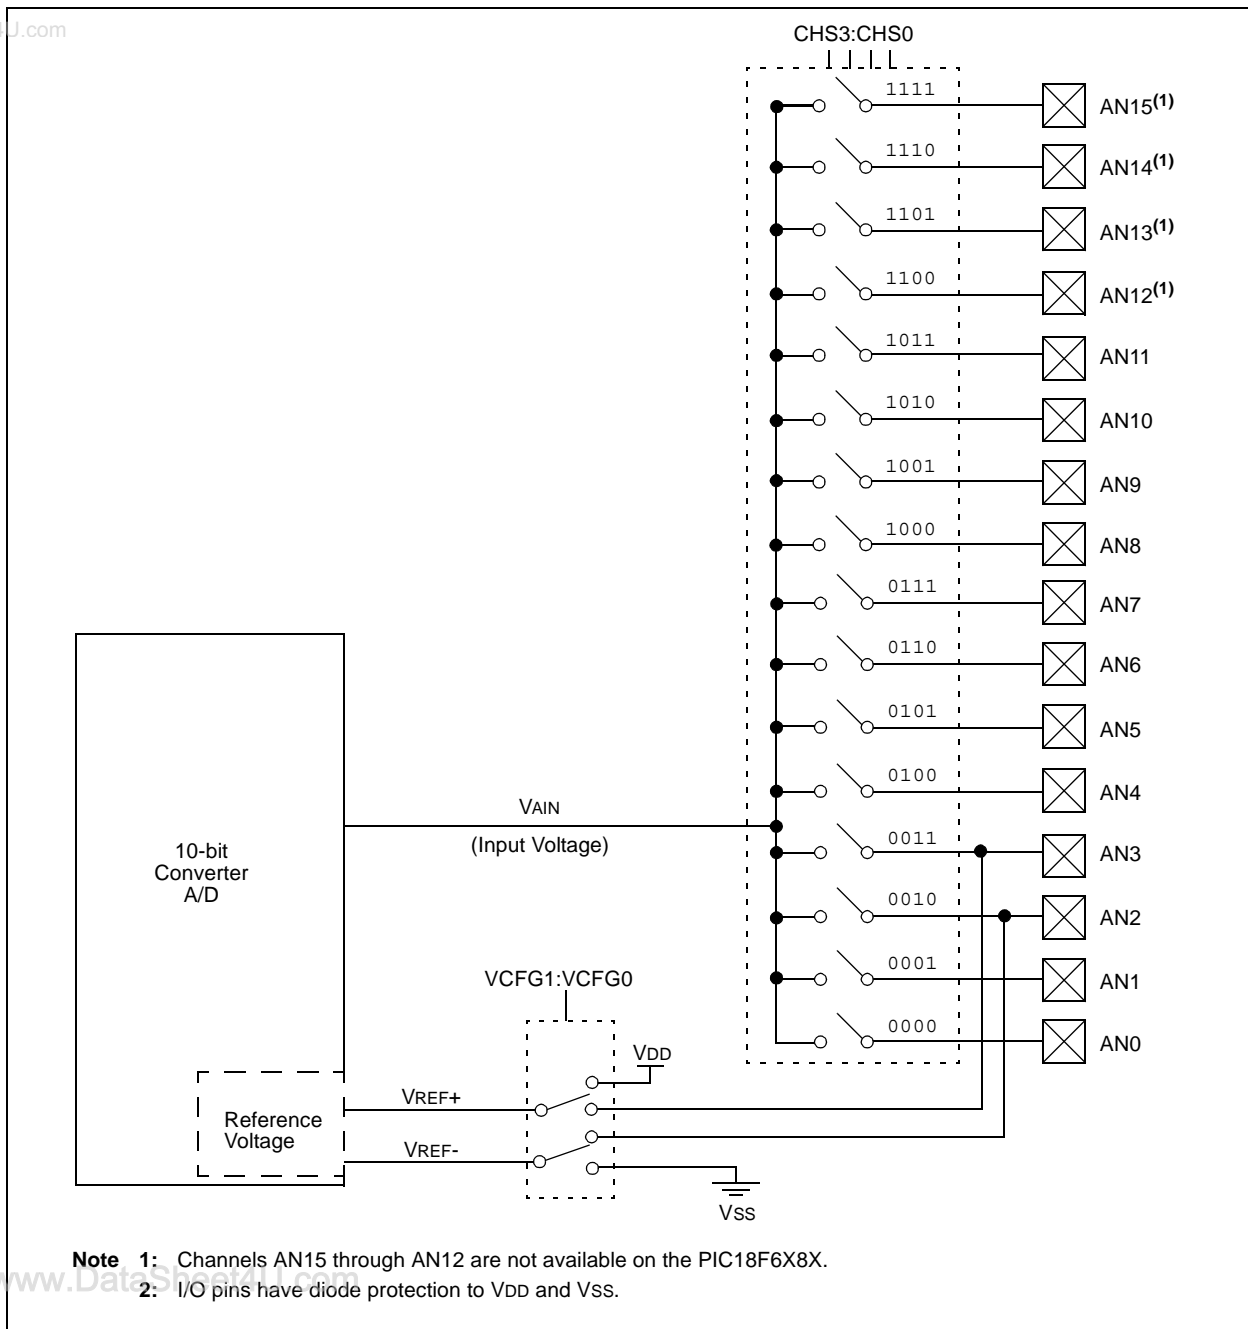 U.com
CHS3:CHS0
1111
AN15(1)
1110
AN14(1)
1101
AN13(1)
1100
AN12(1)
1011
AN11
1010
AN10
1001
AN9
1000
AN8
0111
AN7
0110
AN6
0101
AN5
0100
AN4
VAIN
(Input Voltage)
0011
AN3
10-bit
Converter
A/D
0010
AN2
0001
AN1
VCFG1:VCFG0
0000
AN0
VDD
VREF+
Reference
Voltage
VREF-
VSS
Note 1: Channels AN15 through AN12 are not available on the PIC18F6X8X.
2: I/O pins have diode protection to VDD and VSS.
www.DataSheet4U.com